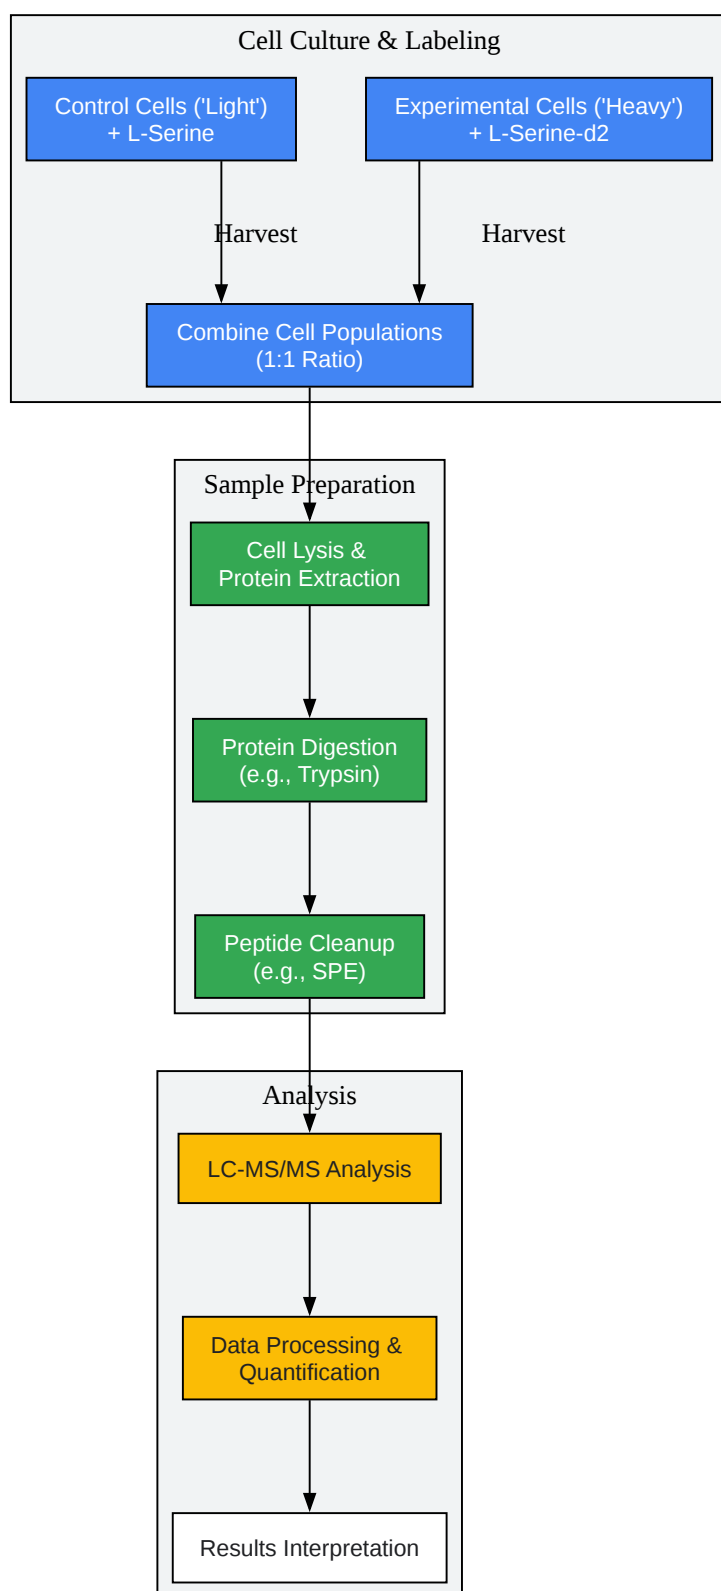 Cell Culture & Labeling
Control Cells ('Light')
+ L-Serine
Experimental Cells ('Heavy')
+ L-Serine-d2
Harvest
Harvest
Combine Cell Populations
(1:1 Ratio)
Sample Preparation
Cell Lysis &
Protein Extraction
Protein Digestion
(e.g., Trypsin)
Peptide Cleanup
(e.g., SPE)
Analysis
LC-MS/MS Analysis
Data Processing &
Quantification
Results Interpretation